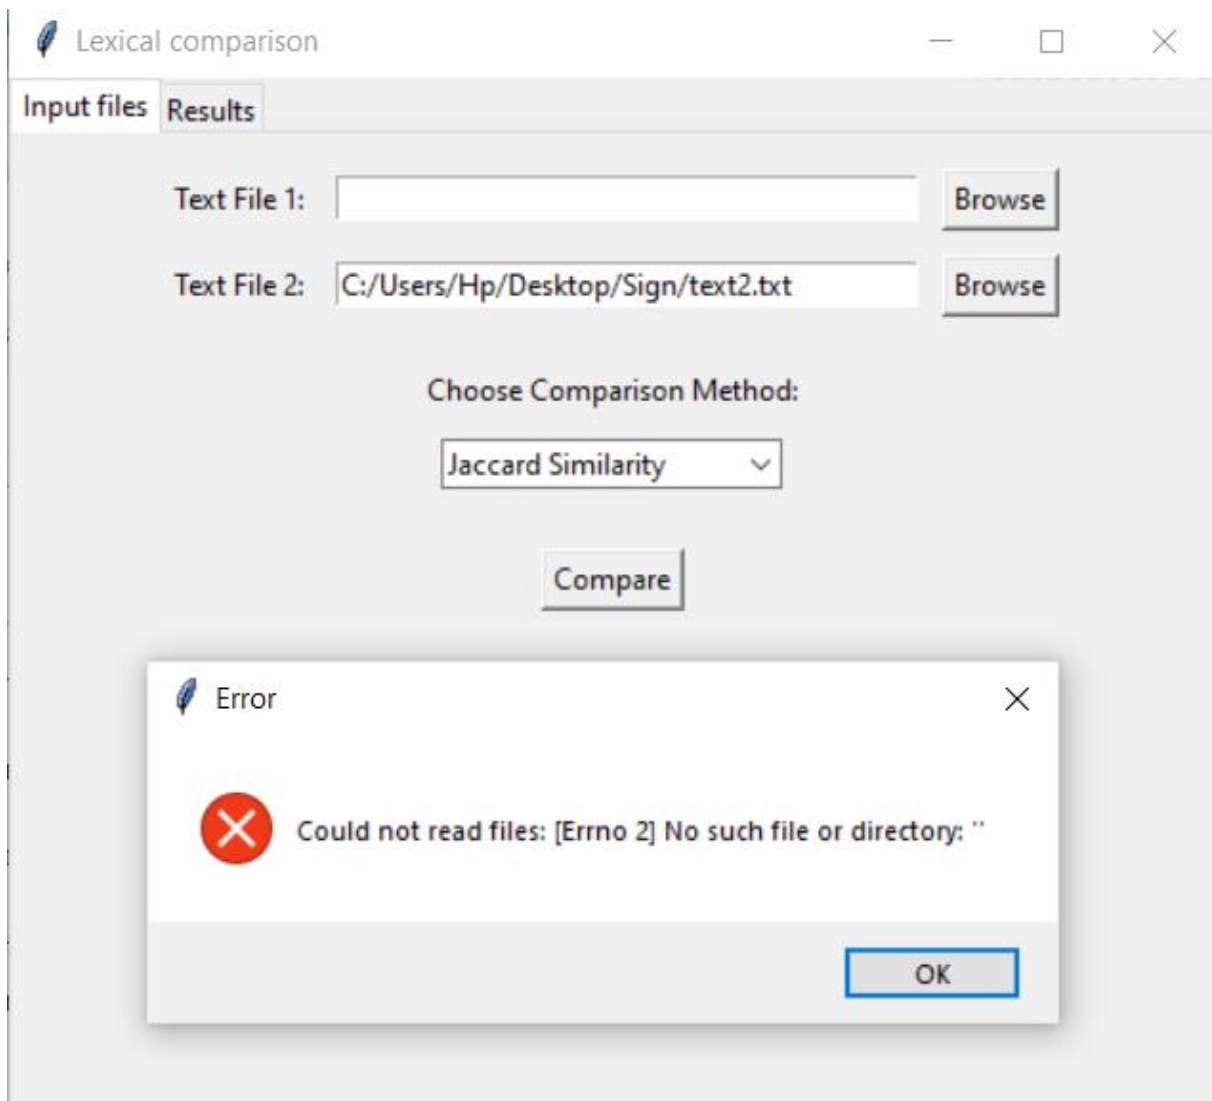 Lexical comparison
Input files Results
Text File 1: Browse
Text File 2: C:/Users/Hp/Desktop/Sign/text2.txt Browse
Choose Comparison Method:
Jaccard Similarity
Compare
Error
Could not read files: [Errno 2] No such file or directory: ''
OK